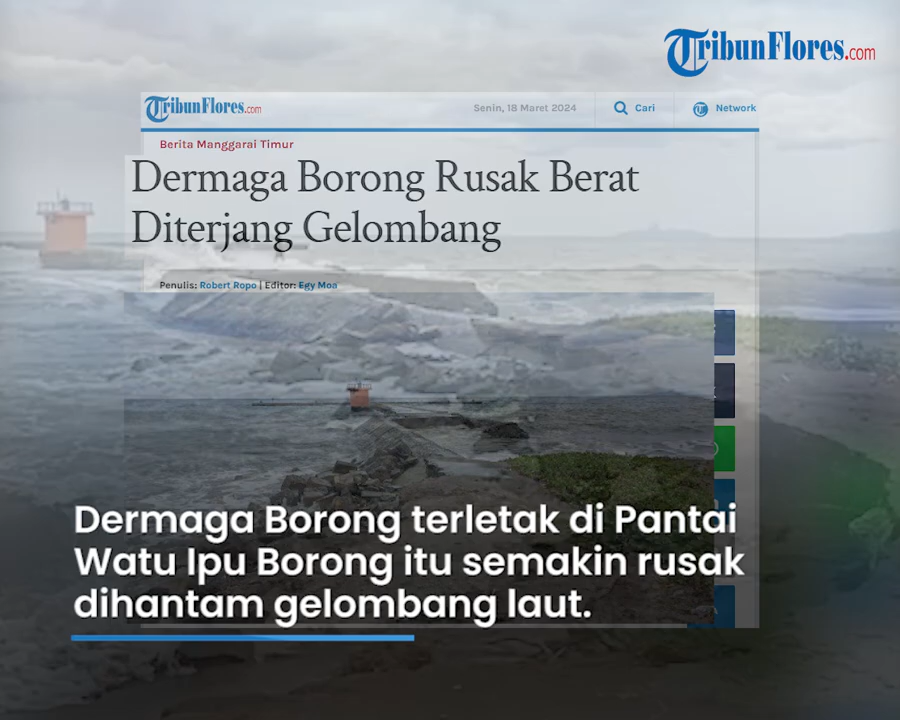 TribunFlores.com
TribunFlores.com
Senin, 18 Maret 2024
Cari
Network
Berita Manggarai Timur
Dermaga Borong Rusak Berat
Diterjang Gelombang
Penulis: Robert Ropo | Editor: Egy Moa
Dermaga Borong terletak di Pantai
Watu Ipu Borong itu semakin rusak
dihantam gelombang laut.